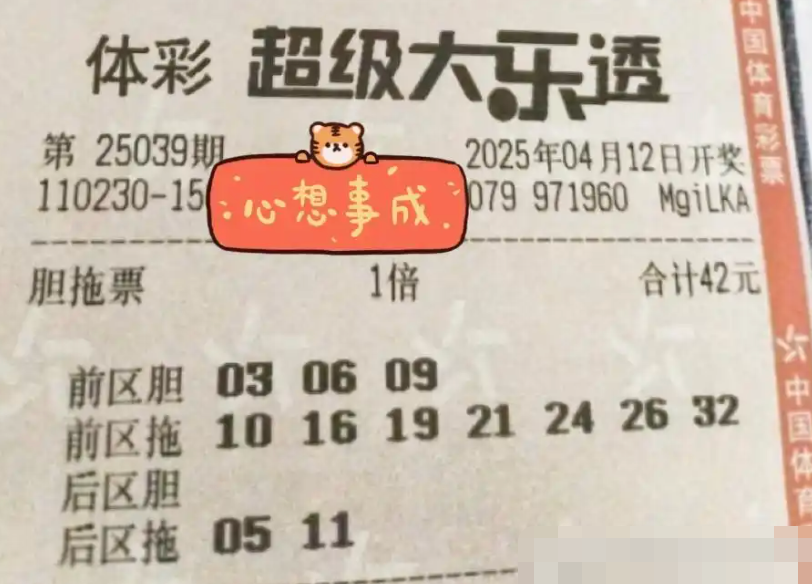 体彩 超级大乐透
第 25039期 2025年04月12日开奖
110230-15 079 971960 MgiLKA
心想事成
胆拖票 1倍 合计42元
前区胆 03 06 09
前区拖 10 16 19 21 24 26 32
后区胆
后区拖 05 11
中国体育彩票
中国体育